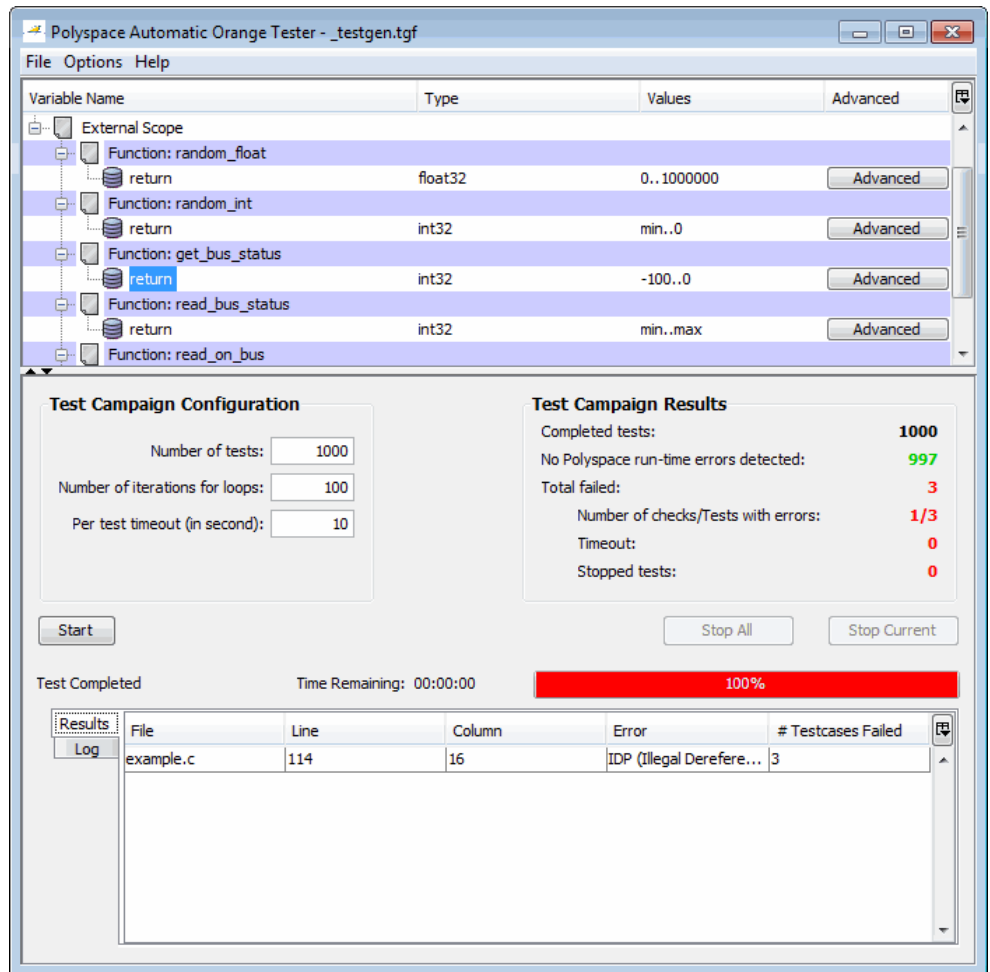 Polyspace Automatic Orange Tester - _testgen.tgf
File Options Help
Variable Name Type Values Advanced
External Scope
Function: random_float
return float32 0..1000000 Advanced
Function: random_int
return int32 min..0 Advanced
Function: get_bus_status
return int32 -100..0 Advanced
Function: read_bus_status
return int32 min..max Advanced
Function: read_on_bus
Test Campaign Configuration
Number of tests: 1000
Number of iterations for loops: 100
Per test timeout (in second): 10
Test Campaign Results
Completed tests: 1000
No Polyspace run-time errors detected: 997
Total failed: 3
Number of checks/Tests with errors: 1/3
Timeout: 0
Stopped tests: 0
Start Stop All Stop Current
Test Completed Time Remaining: 00:00:00 100%
Results Log
File Line Column Error # Testcases Failed
example.c 114 16 IDP (Illegal Derefere... 3